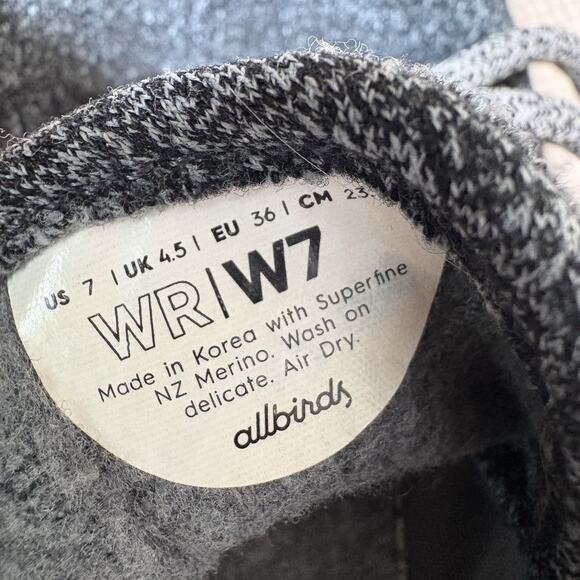 US 7 | UK 4.5 | EU 36 | CM 23.
WR|W7
Made in Korea with Superfine
NZ Merino. Wash on
delicate. Air Dry.
allbirds